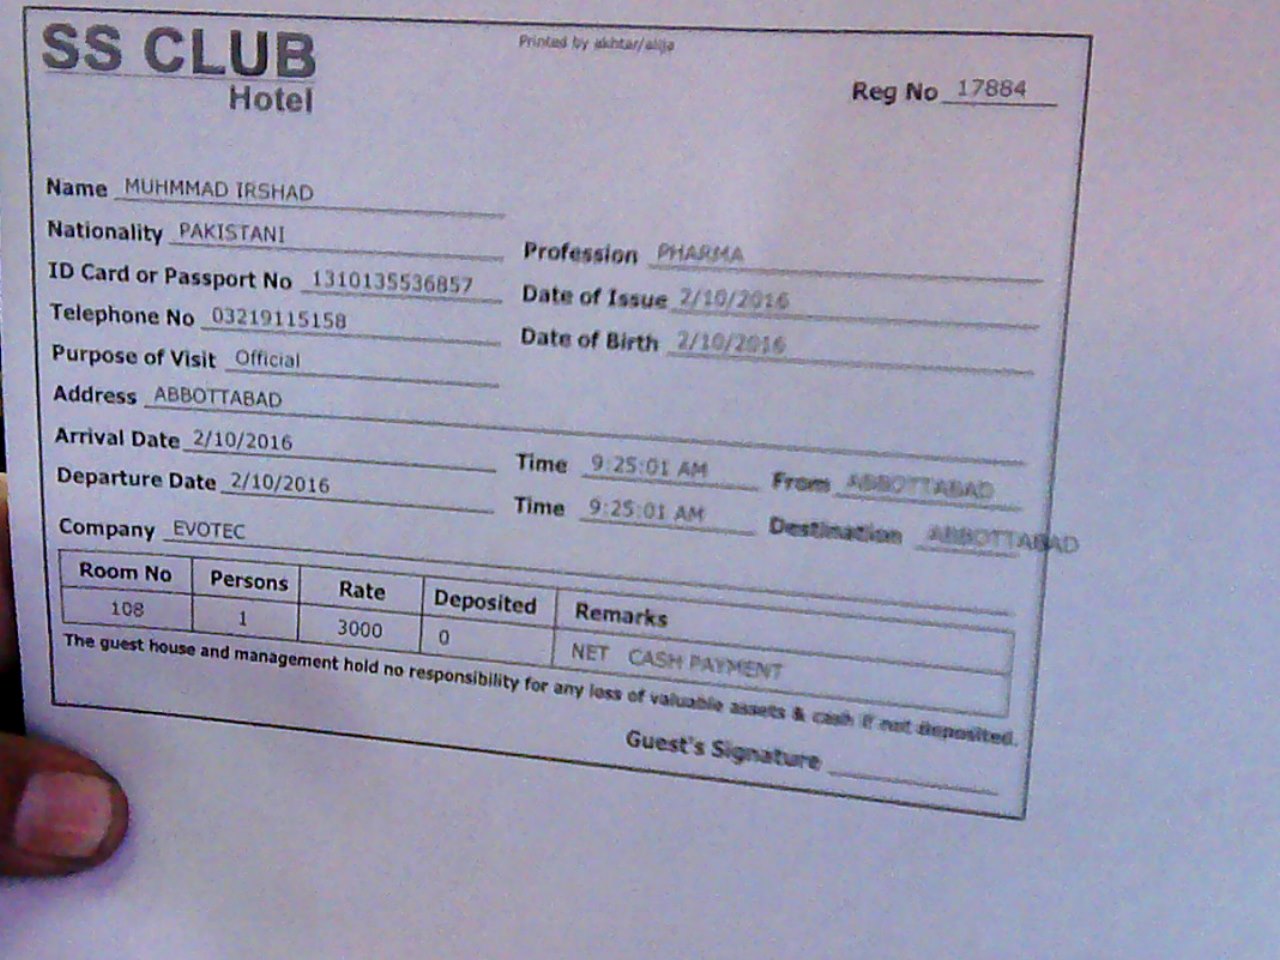 SS CLUB
Hotel
Printed by akhtar/alija
Reg No 17884
Name MUHMMAD IRSHAD
Nationality PAKISTANI
Profession PHARMA
ID Card or Passport No 1310135536857
Date of Issue 2/10/2016
Telephone No 03219115158
Date of Birth 2/10/2016
Purpose of Visit Official
Address ABBOTTABAD
Arrival Date 2/10/2016 Time 9:25:01 AM From ABBOTTABAD
Departure Date 2/10/2016 Time 9:25:01 AM Destination ABBOTTABAD
Company EVOTEC
Room No Persons Rate Deposited Remarks
108 1 3000 0 NET CASH PAYMENT
The guest house and management hold no responsibility for any loss of valuable assets & cash if not deposited.
Guest's Signature